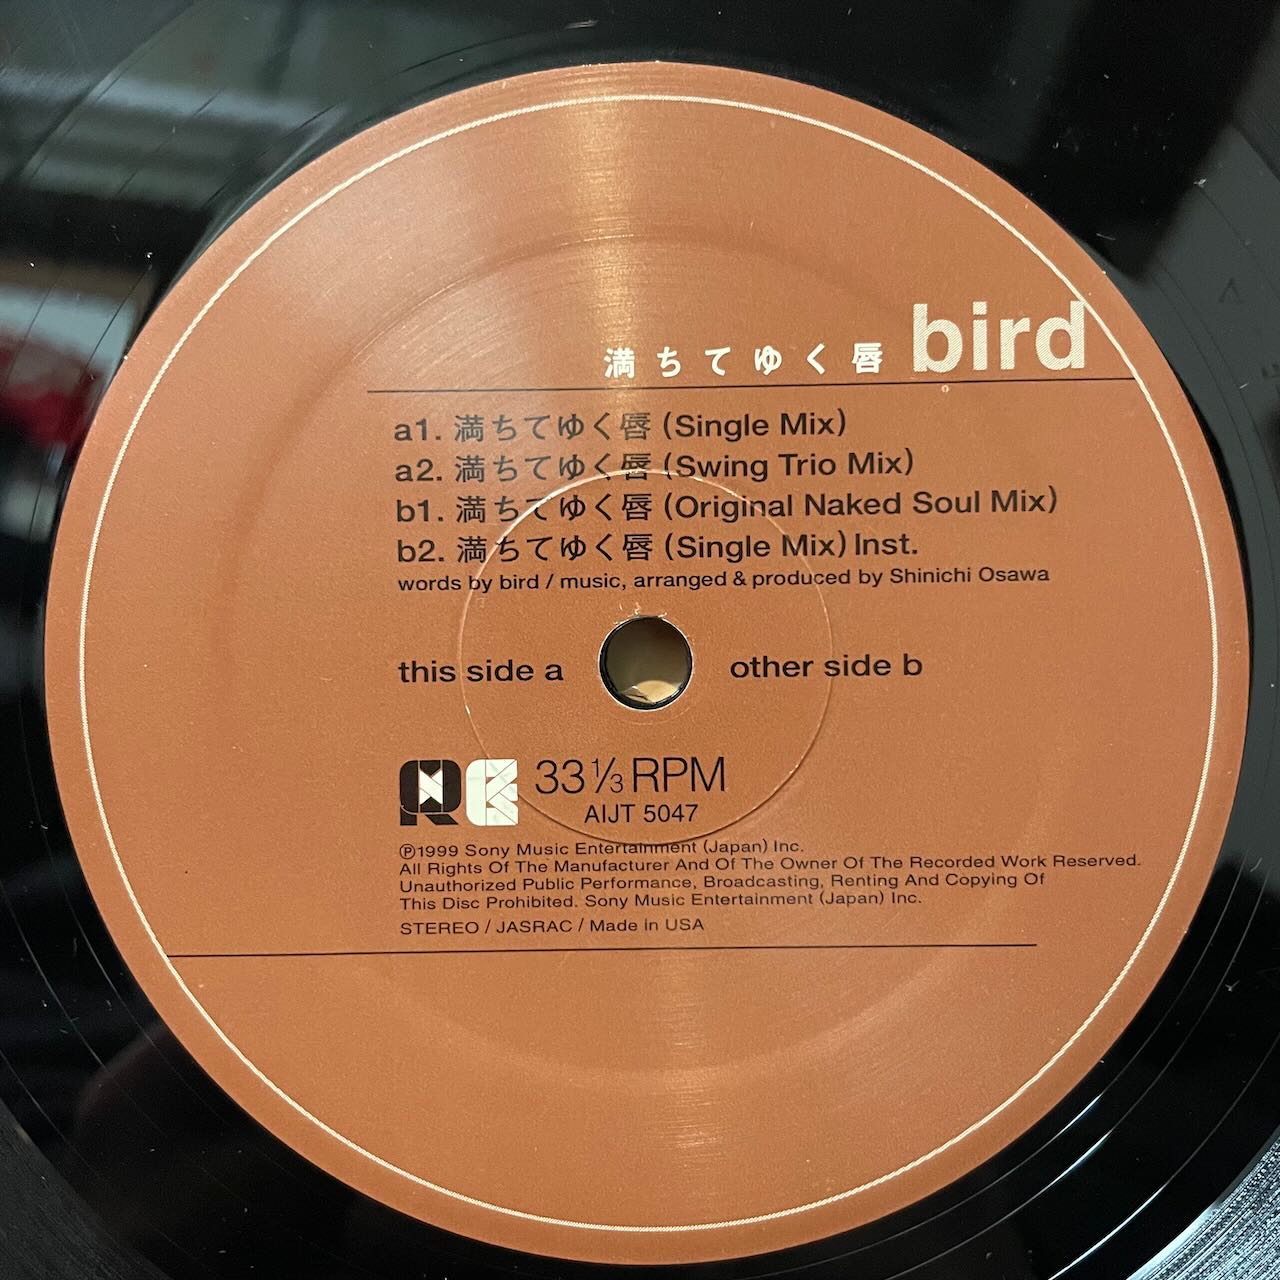 満ちてゆく唇 bird
a1. 満ちてゆく唇 (Single Mix)
a2. 満ちてゆく唇 (Swing Trio Mix)
b1. 満ちてゆく唇 (Original Naked Soul Mix)
b2. 満ちてゆく唇 (Single Mix) Inst.
words by bird / music, arranged & produced by Shinichi Osawa
this side a other side b
33 1/3 RPM
AIJT 5047
℗1999 Sony Music Entertainment (Japan) Inc.
All Rights Of The Manufacturer And Of The Owner Of The Recorded Work Reserved.
Unauthorized Public Performance, Broadcasting, Renting And Copying Of
This Disc Prohibited. Sony Music Entertainment (Japan) Inc.
STEREO / JASRAC / Made in USA